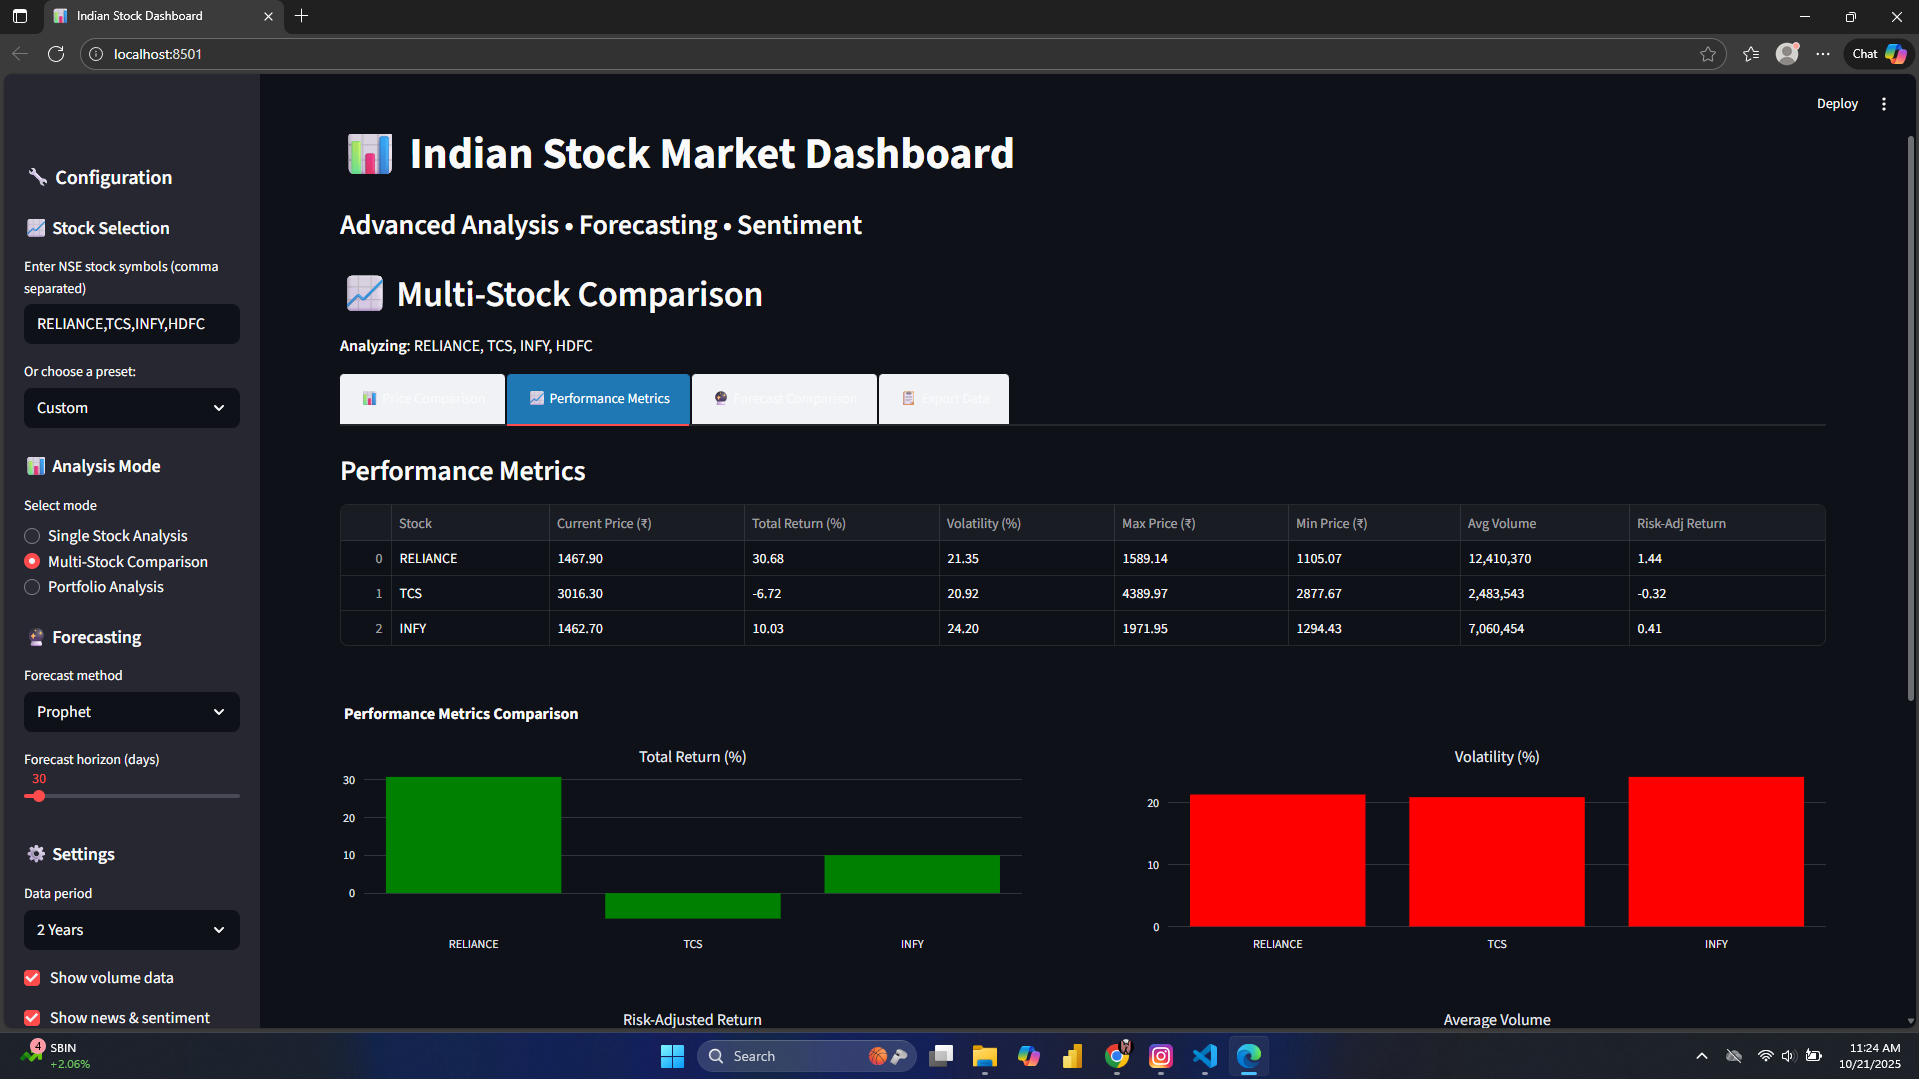 Indian Stock Dashboard
localhost:8501
Chat
Deploy
Configuration
Stock Selection
Enter NSE stock symbols (comma
separated)
RELIANCE,TCS,INFY,HDFC
Or choose a preset:
Custom
Analysis Mode
Select mode
Single Stock Analysis
Multi-Stock Comparison
Portfolio Analysis
Forecasting
Forecast method
Prophet
Forecast horizon (days)
30
Settings
Data period
2 Years
Show volume data
Show news & sentiment
Indian Stock Market Dashboard
Advanced Analysis • Forecasting • Sentiment
Multi-Stock Comparison
Analyzing: RELIANCE, TCS, INFY, HDFC
Price Comparison Performance Metrics Forecast Comparison Export Data
Performance Metrics
Stock Current Price (₹) Total Return (%) Volatility (%) Max Price (₹) Min Price (₹) Avg Volume Risk-Adj Return
0 RELIANCE 1467.90 30.68 21.35 1589.14 1105.07 12,410,370 1.44
1 TCS 3016.30 -6.72 20.92 4389.97 2877.67 2,483,543 -0.32
2 INFY 1462.70 10.03 24.20 1971.95 1294.43 7,060,454 0.41
Performance Metrics Comparison
Total Return (%)
30
20
10
0
RELIANCE TCS INFY
Volatility (%)
20
10
0
RELIANCE TCS INFY
Risk-Adjusted Return
Average Volume
4
SBIN
+2.06%
Search
11:24 AM
10/21/2025